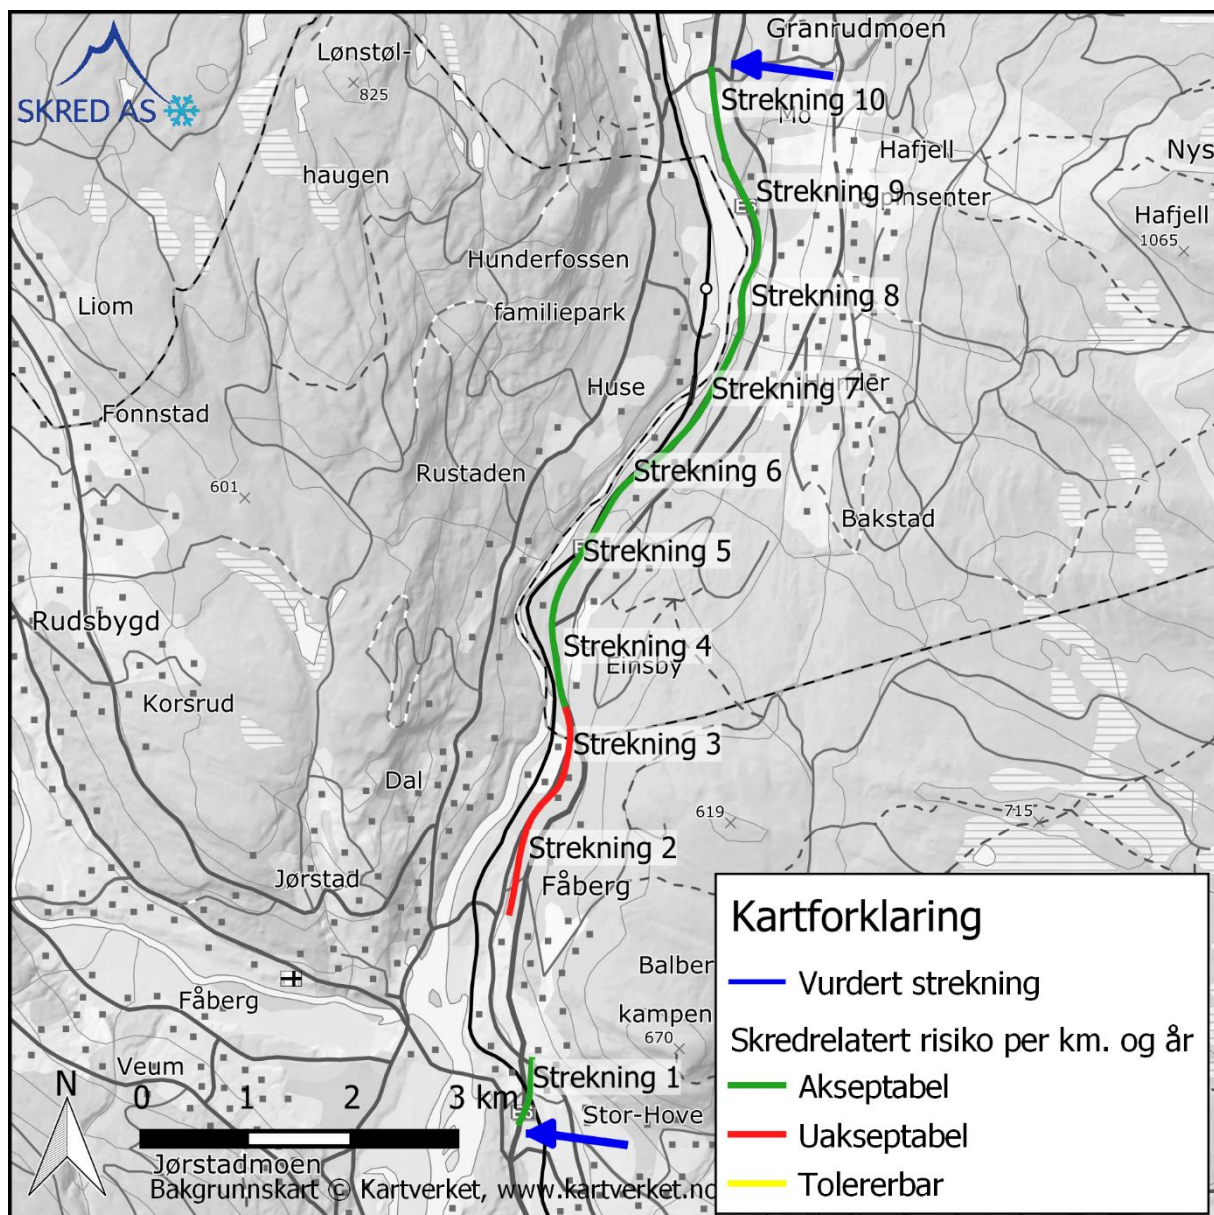 Granrudmoen
Lønstøl-
825
SKRED AS
Strekning 10
Mo
haugen
Hafjell
Nys
Strekning 9
alpinsenter
E6
Hafjell
1065
Hunderfossen
Liom
Strekning 8
familiepark
Huse
Strekning 7
Fonnstad
Rustaden
Strekning 6
601
Bakstad
Strekning 5
Rudsbygd
Strekning 4
Einsby
Korsrud
Strekning 3
Dal
619
715
Strekning 2
Jørstad
Fåberg
Kartforklaring
Balber
Vurdert strekning
Fåberg
kampen
670
Skredrelatert risiko per km. og år
Veum
N
Strekning 1
Akseptabel
0 1 2 3 km
E6
Stor-Hove
Uakseptabel
Jørstadmoen
Bakgrunnskart © Kartverket, www.kartverket.no
Tolererbar